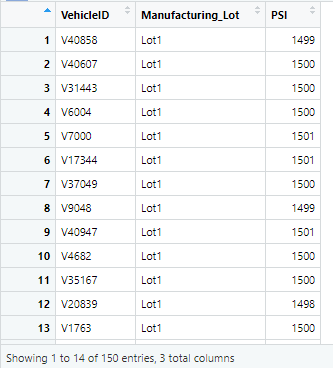 VehicleID Manufacturing_Lot PSI
1 V40858 Lot1 1499
2 V40607 Lot1 1500
3 V31443 Lot1 1500
4 V6004 Lot1 1500
5 V7000 Lot1 1501
6 V17344 Lot1 1501
7 V37049 Lot1 1500
8 V9048 Lot1 1499
9 V40947 Lot1 1501
10 V4682 Lot1 1500
11 V35167 Lot1 1500
12 V20839 Lot1 1498
13 V1763 Lot1 1500
Showing 1 to 14 of 150 entries, 3 total columns